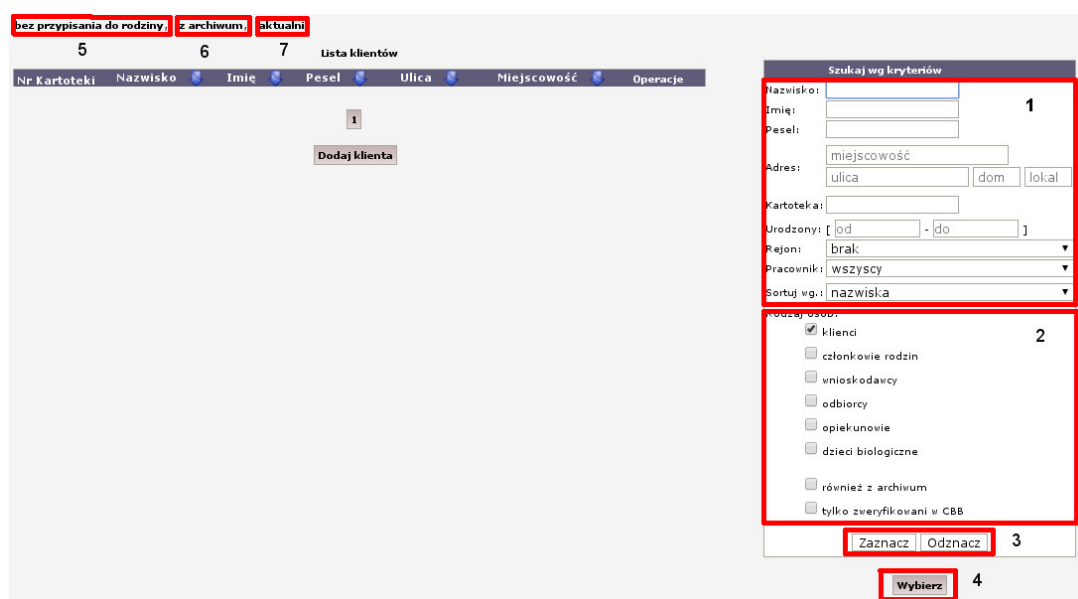 bez przypisania do rodziny, z archiwum, aktualni
5 6 7
Lista klientów
Nr Kartoteki Nazwisko Imię Pesel Ulica Miejscowość Operacje
1
Dodaj klienta
Szukaj wg kryteriów
Nazwisko:
1
Imię:
Pesel:
miejscowość
Adres:
ulica dom lokal
Kartoteka:
Urodzony: [ od - do ]
Rejon: brak
Pracownik: wszyscy
Sortuj wg.: nazwiska
Rodzaj osób:
klienci
2
członkowie rodzin
wnioskodawcy
odbiorcy
opiekunowie
dzieci biologiczne
również z archiwum
tylko zweryfikowani w CBB
Zaznacz Odznacz 3
Wybierz 4